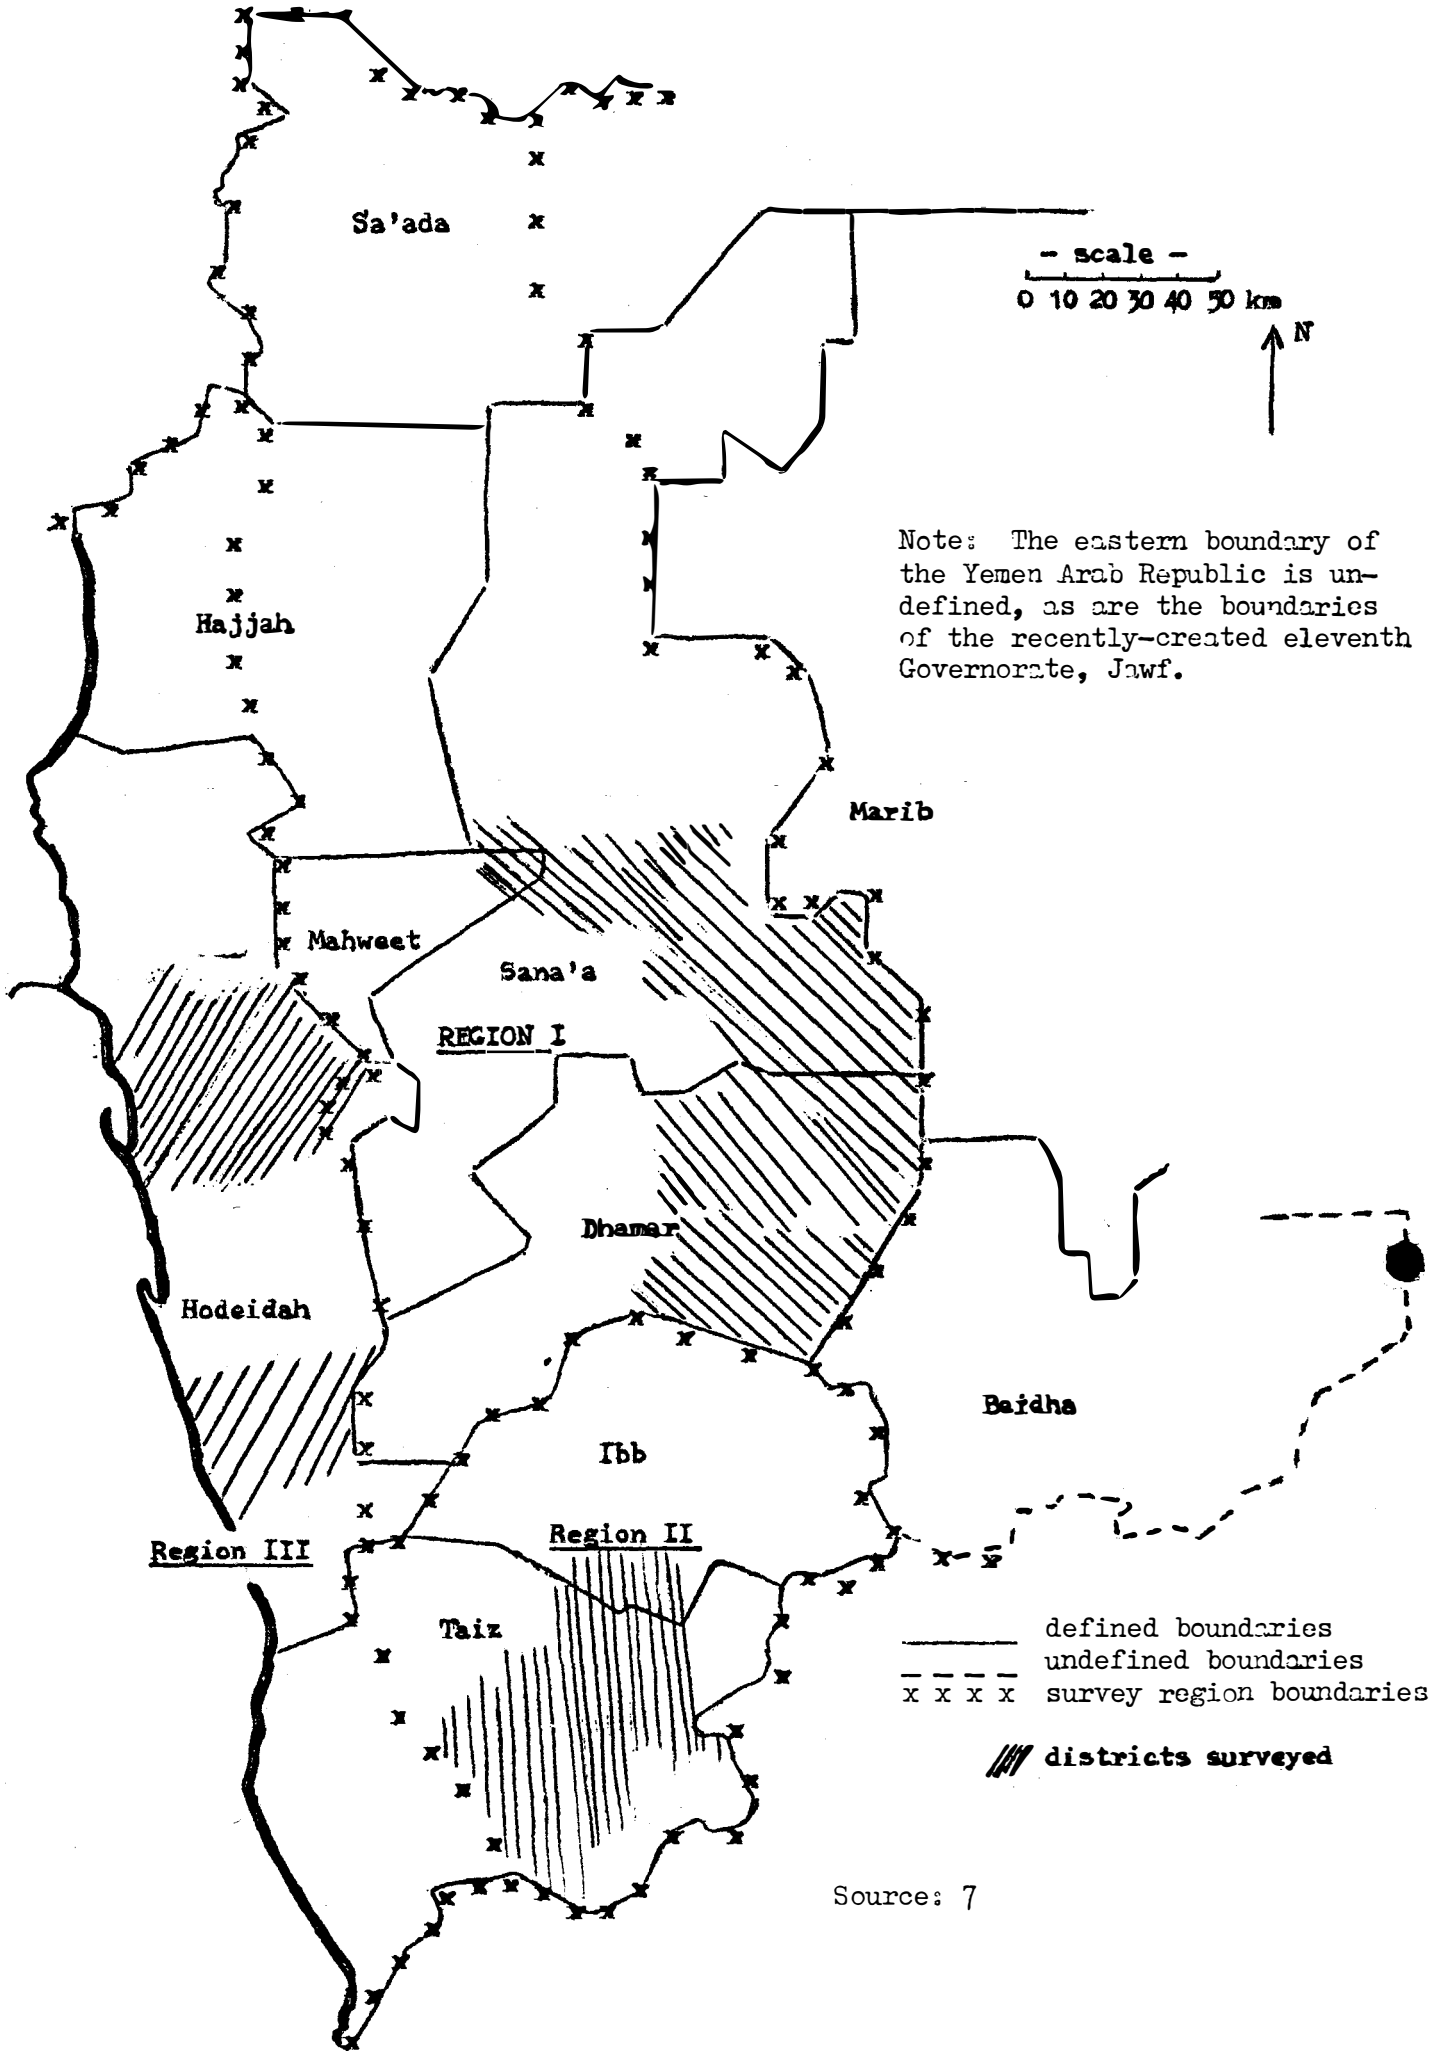 Sa'ada
- scale -
0 10 20 30 40 50 km
N
Note: The eastern boundary of
the Yemen Arab Republic is un-
defined, as are the boundaries
of the recently-created eleventh
Governorate, Jawf.
Hajjah
Marib
Mahweet
Sana'a
REGION I
Dhamar
Hodeidah
Baidha
Ibb
Region II
Region III
Taiz
defined boundaries
undefined boundaries
x x x x survey region boundaries
districts surveyed
Source: 7